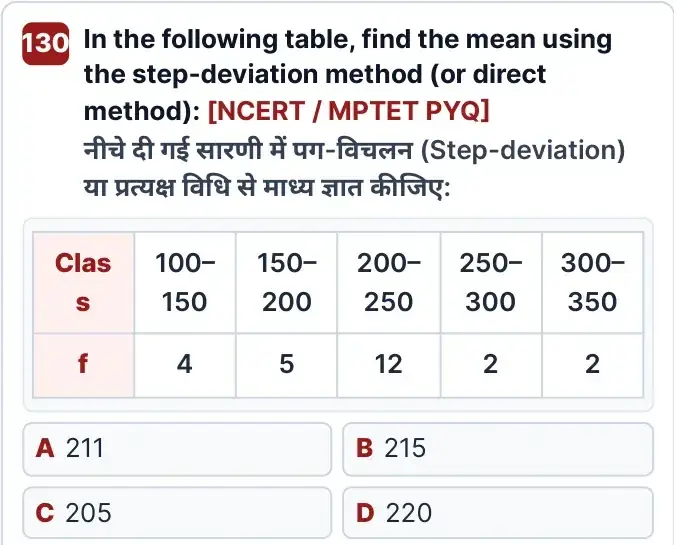 130 In the following table, find the mean using
the step-deviation method (or direct
method): [NCERT / MPTET PYQ]
नीचे दी गई सारणी में पग-विचलन (Step-deviation)
या प्रत्यक्ष विधि से माध्य ज्ञात कीजिए:
Clas 100– 150– 200– 250– 300–
s 150 200 250 300 350
f 4 5 12 2 2
A 211 B 215
C 205 D 220